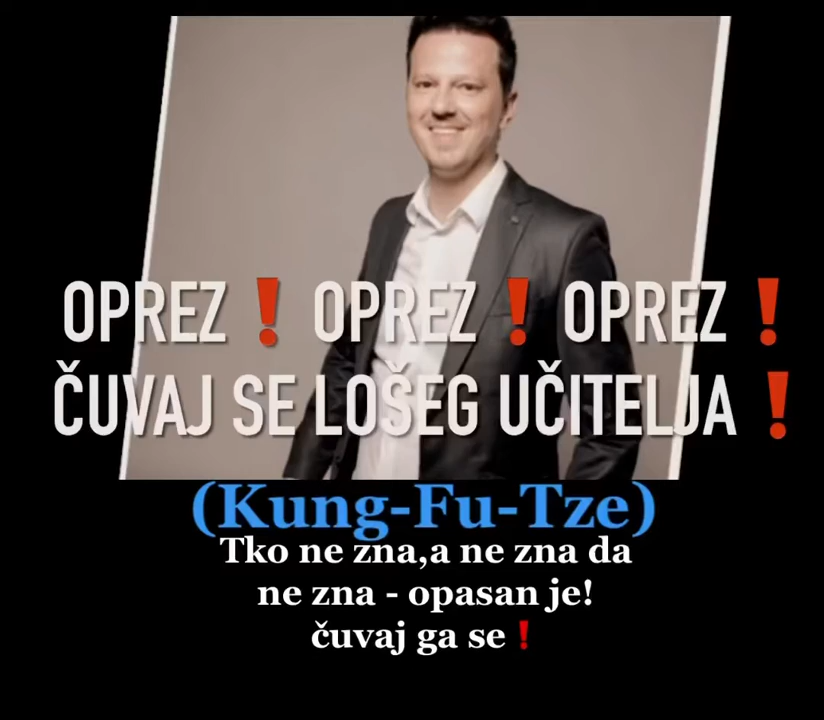 OPREZ❗ OPREZ❗ OPREZ❗
ČUVAJ SE LOŠEG UČITELJA❗
(Kung-Fu-Tze)
Tko ne zna,a ne zna da
ne zna - opasan je!
čuvaj ga se❗